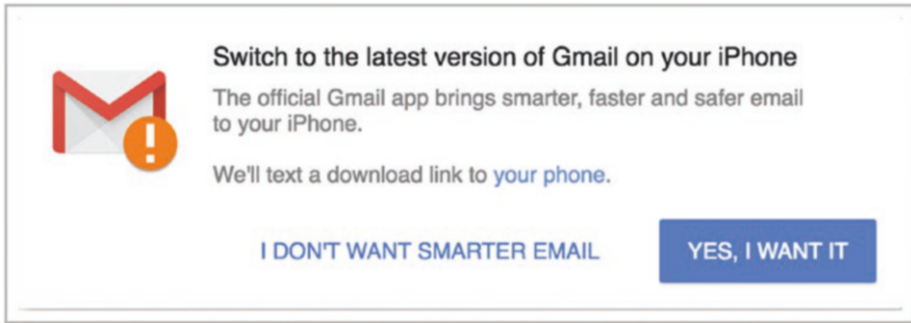 Switch to the latest version of Gmail on your iPhone
The official Gmail app brings smarter, faster and safer email
to your iPhone.
We'll text a download link to your phone.
I DON'T WANT SMARTER EMAIL
YES, I WANT IT